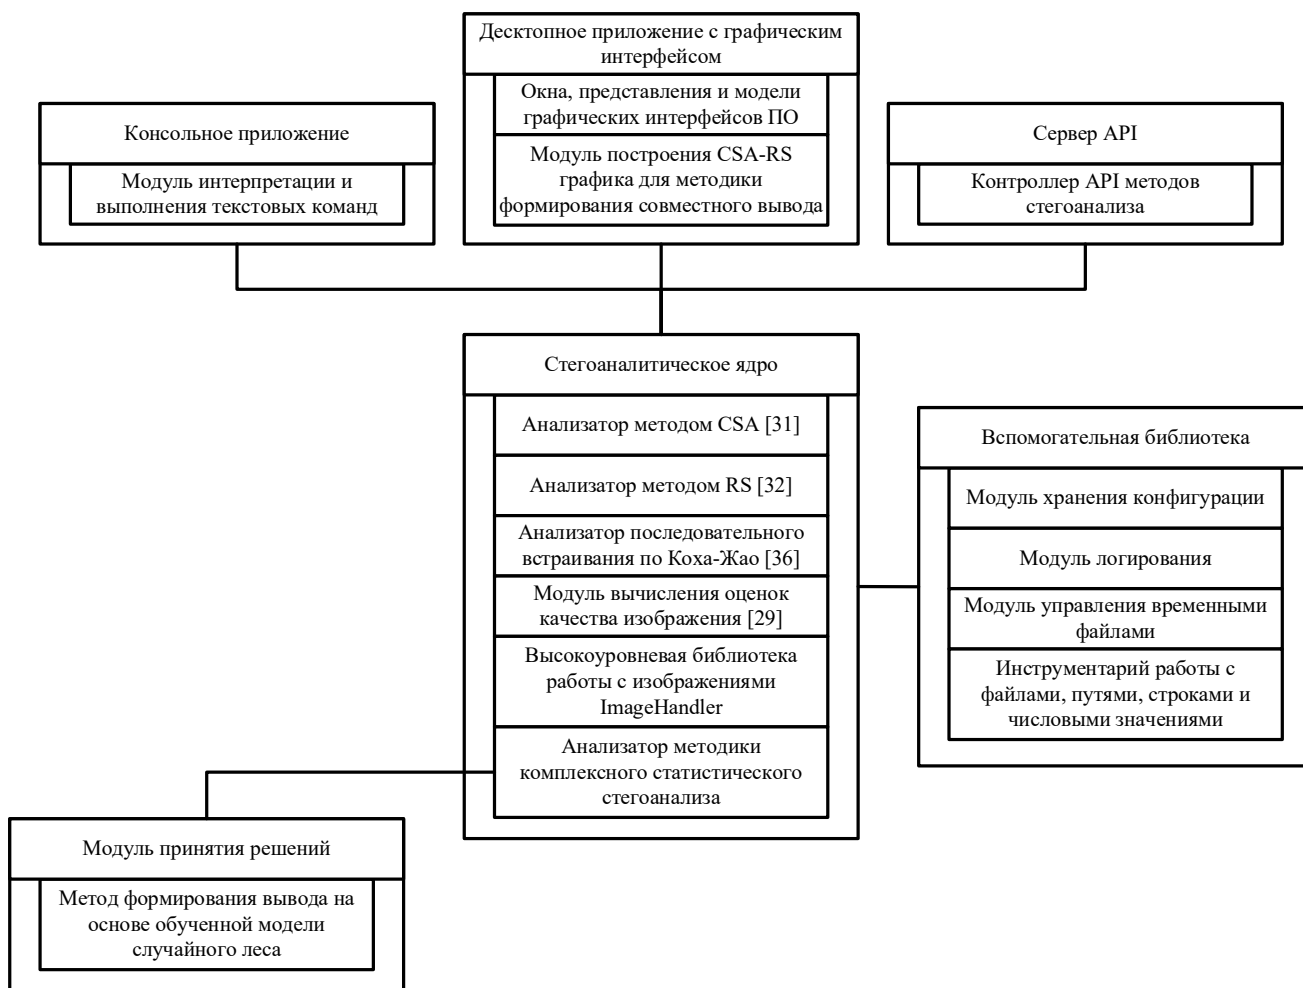 Десктопное приложение с графическим
интерфейсом
Окна, представления и модели
графических интерфейсов ПО
Модуль построения CSA-RS
графика для методики
формирования совместного вывода
Консольное приложение
Модуль интерпретации и
выполнения текстовых команд
Сервер API
Контроллер API методов
стегоанализа
Стегоаналитическое ядро
Анализатор методом CSA [31]
Анализатор методом RS [32]
Анализатор последовательного
встраивания по Коха-Жао [36]
Модуль вычисления оценок
качества изображения [29]
Высокоуровневая библиотека
работы с изображениями
ImageHandler
Анализатор методики
комплексного статистического
стегоанализа
Вспомогательная библиотека
Модуль хранения конфигурации
Модуль логирования
Модуль управления временными
файлами
Инструментарий работы с
файлами, путями, строками и
числовыми значениями
Модуль принятия решений
Метод формирования вывода на
основе обученной модели
случайного леса